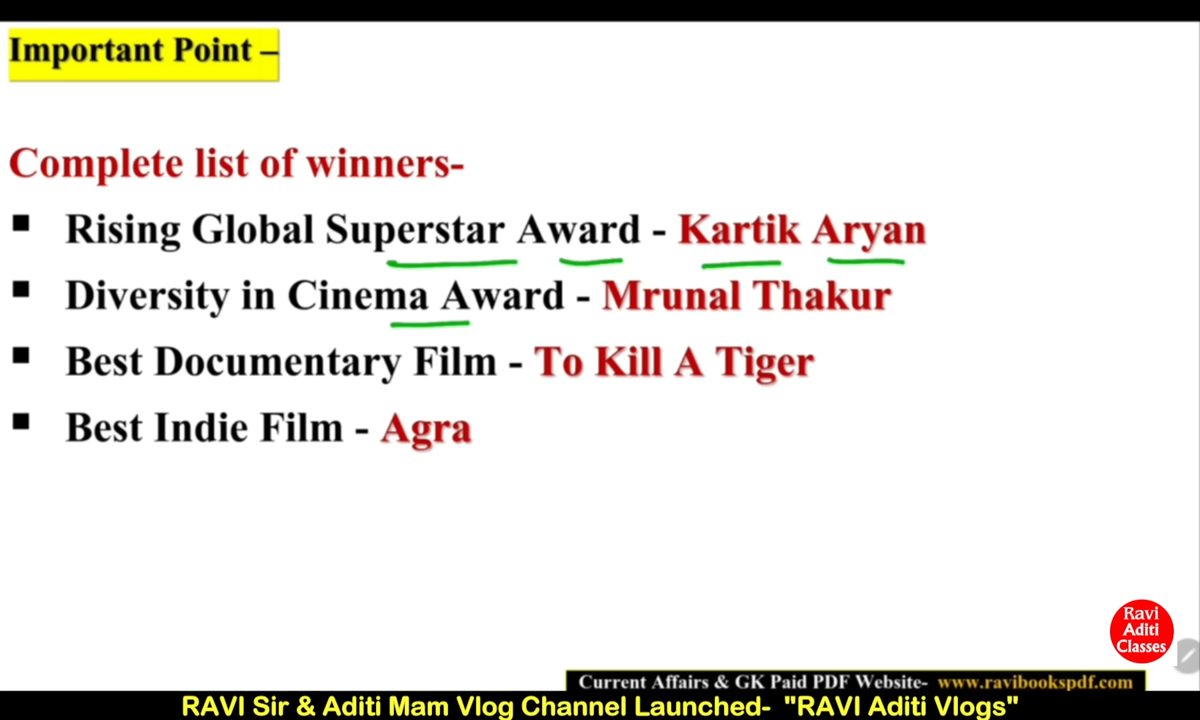 Important Point –
Complete list of winners-
▪ Rising Global Superstar Award - Kartik Aryan
▪ Diversity in Cinema Award - Mrunal Thakur
▪ Best Documentary Film - To Kill A Tiger
▪ Best Indie Film - Agra
Ravi
Aditi
Classes
Current Affairs & GK Paid PDF Website- www.ravibookspdf.com
RAVI Sir & Aditi Mam Vlog Channel Launched- "RAVI Aditi Vlogs"